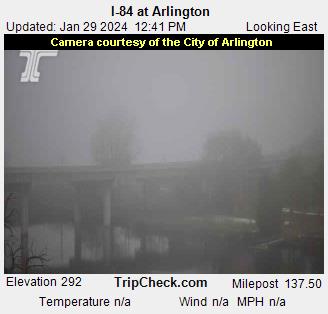 I-84 at Arlington
Updated: Jan 29 2024 12:41 PM Looking East
Camera courtesy of the City of Arlington
Elevation 292 TripCheck.com Milepost 137.50
Temperature n/a Wind n/a MPH n/a